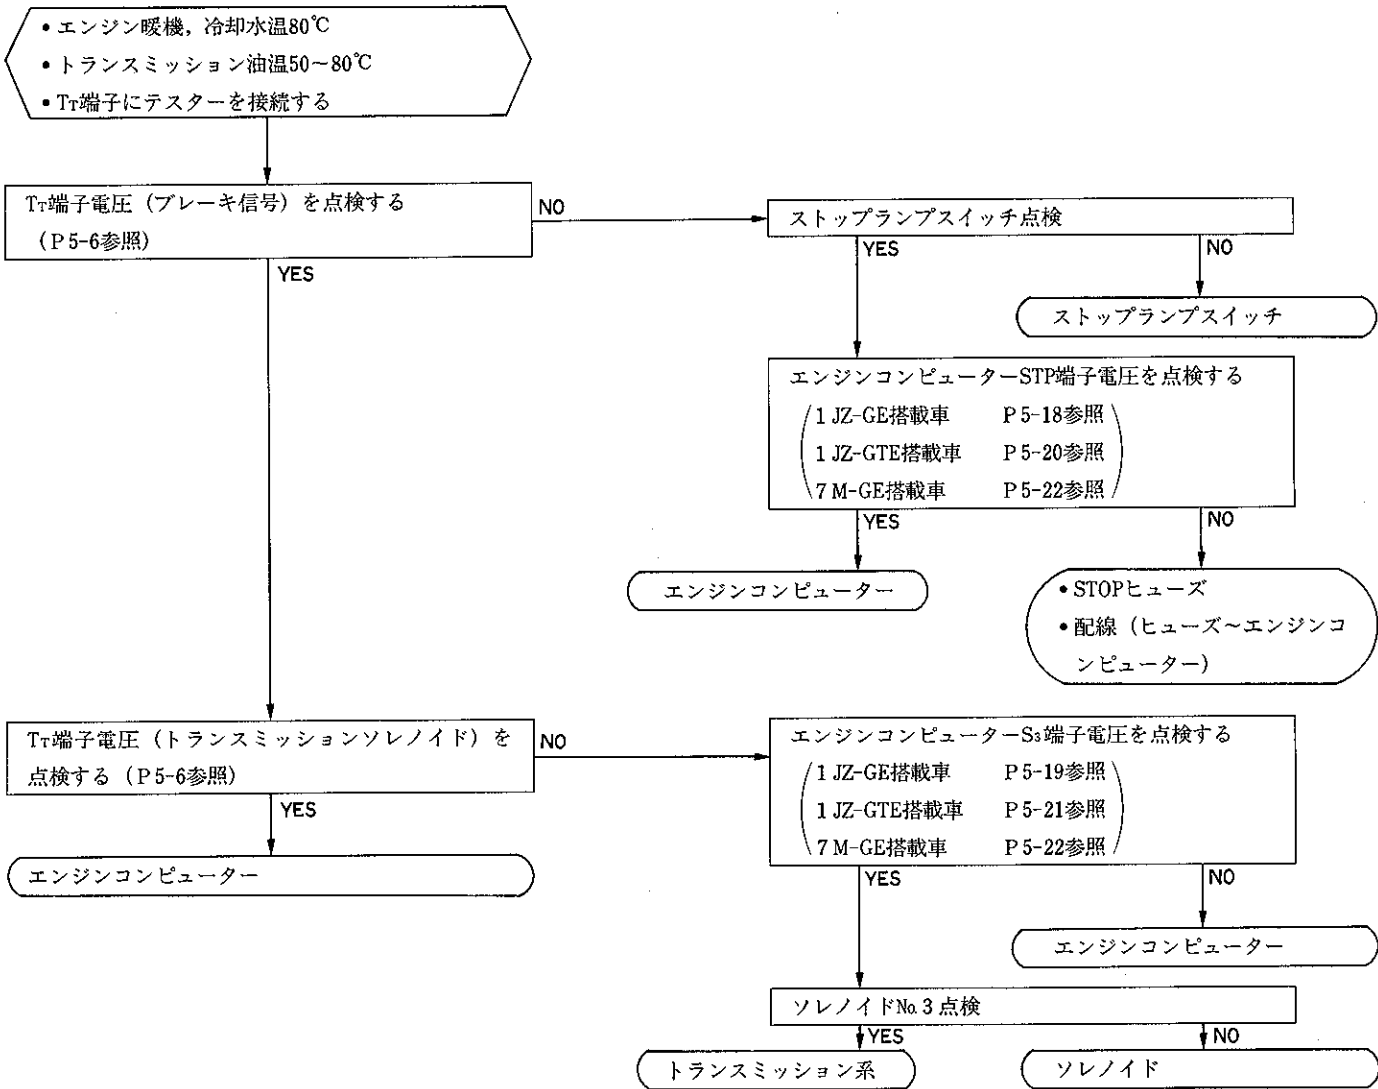 • エンジン暖機，冷却水温80℃
• トランスミッション油温50～80℃
• TT端子にテスターを接続する
TT端子電圧（ブレーキ信号）を点検する
（P5-6参照）
NO
YES
ストップランプスイッチ点検
YES
NO
ストップランプスイッチ
エンジンコンピューターSTP端子電圧を点検する
1JZ-GE搭載車 P5-18参照
1JZ-GTE搭載車 P5-20参照
7M-GE搭載車 P5-22参照
YES
NO
エンジンコンピューター
• STOPヒューズ
• 配線（ヒューズ～エンジンコ
ンピューター）
TT端子電圧（トランスミッションソレノイド）を
点検する（P5-6参照）
NO
YES
エンジンコンピューター
エンジンコンピューターS3端子電圧を点検する
1JZ-GE搭載車 P5-19参照
1JZ-GTE搭載車 P5-21参照
7M-GE搭載車 P5-22参照
YES
NO
エンジンコンピューター
ソレノイドNo.3点検
YES
NO
トランスミッション系
ソレノイド